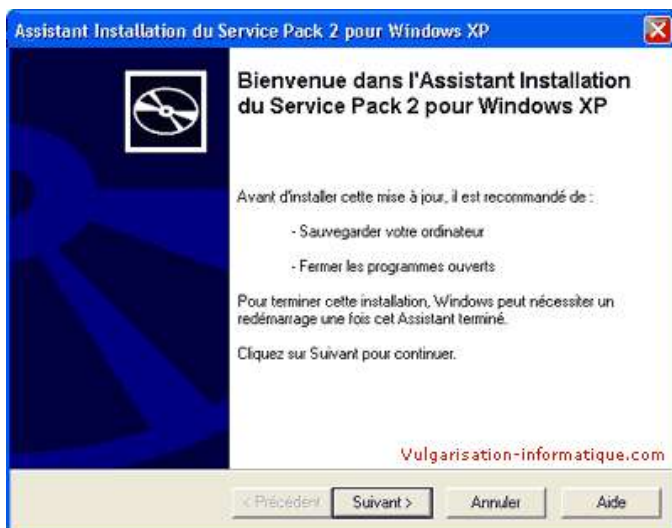 Assistant Installation du Service Pack 2 pour Windows XP
Bienvenue dans l'Assistant Installation
du Service Pack 2 pour Windows XP
Avant d'installer cette mise à jour, il est recommandé de :
- Sauvegarder votre ordinateur
- Fermer les programmes ouverts
Pour terminer cette installation, Windows peut nécessiter un
redémarrage une fois cet Assistant terminé.
Cliquez sur Suivant pour continuer.
Vulgarisation-informatique.com
< Précédent Suivant > Annuler Aide